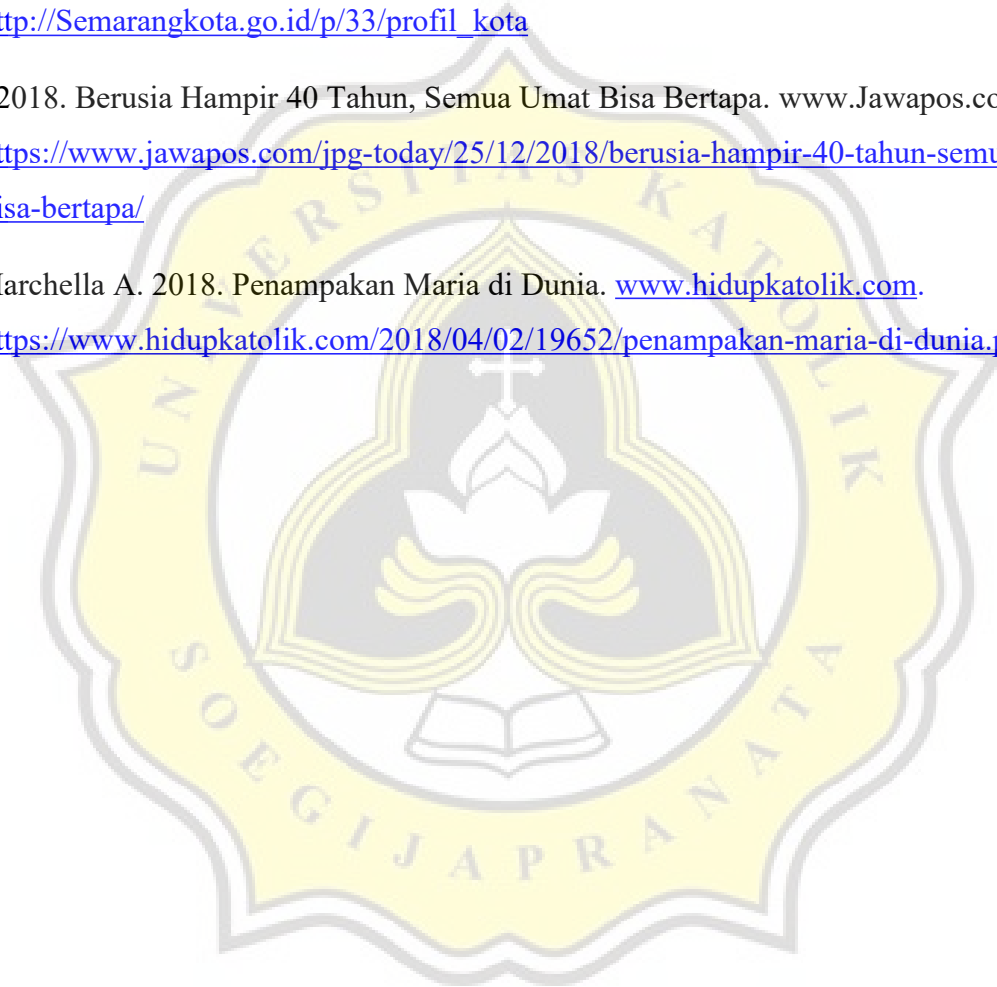 ttp://Semarangkota.go.id/p/33/profil_kota
2018. Berusia Hampir 40 Tahun, Semua Umat Bisa Bertapa. www.Jawapos.co
ttps://www.jawapos.com/jpg-today/25/12/2018/berusia-hampir-40-tahun-semu
isa-bertapa/
archella A. 2018. Penampakan Maria di Dunia. www.hidupkatolik.com.
ttps://www.hidupkatolik.com/2018/04/02/19652/penampakan-maria-di-dunia.p
UNIVERSITAS KATOLIK
SOEGIJAPRANATA